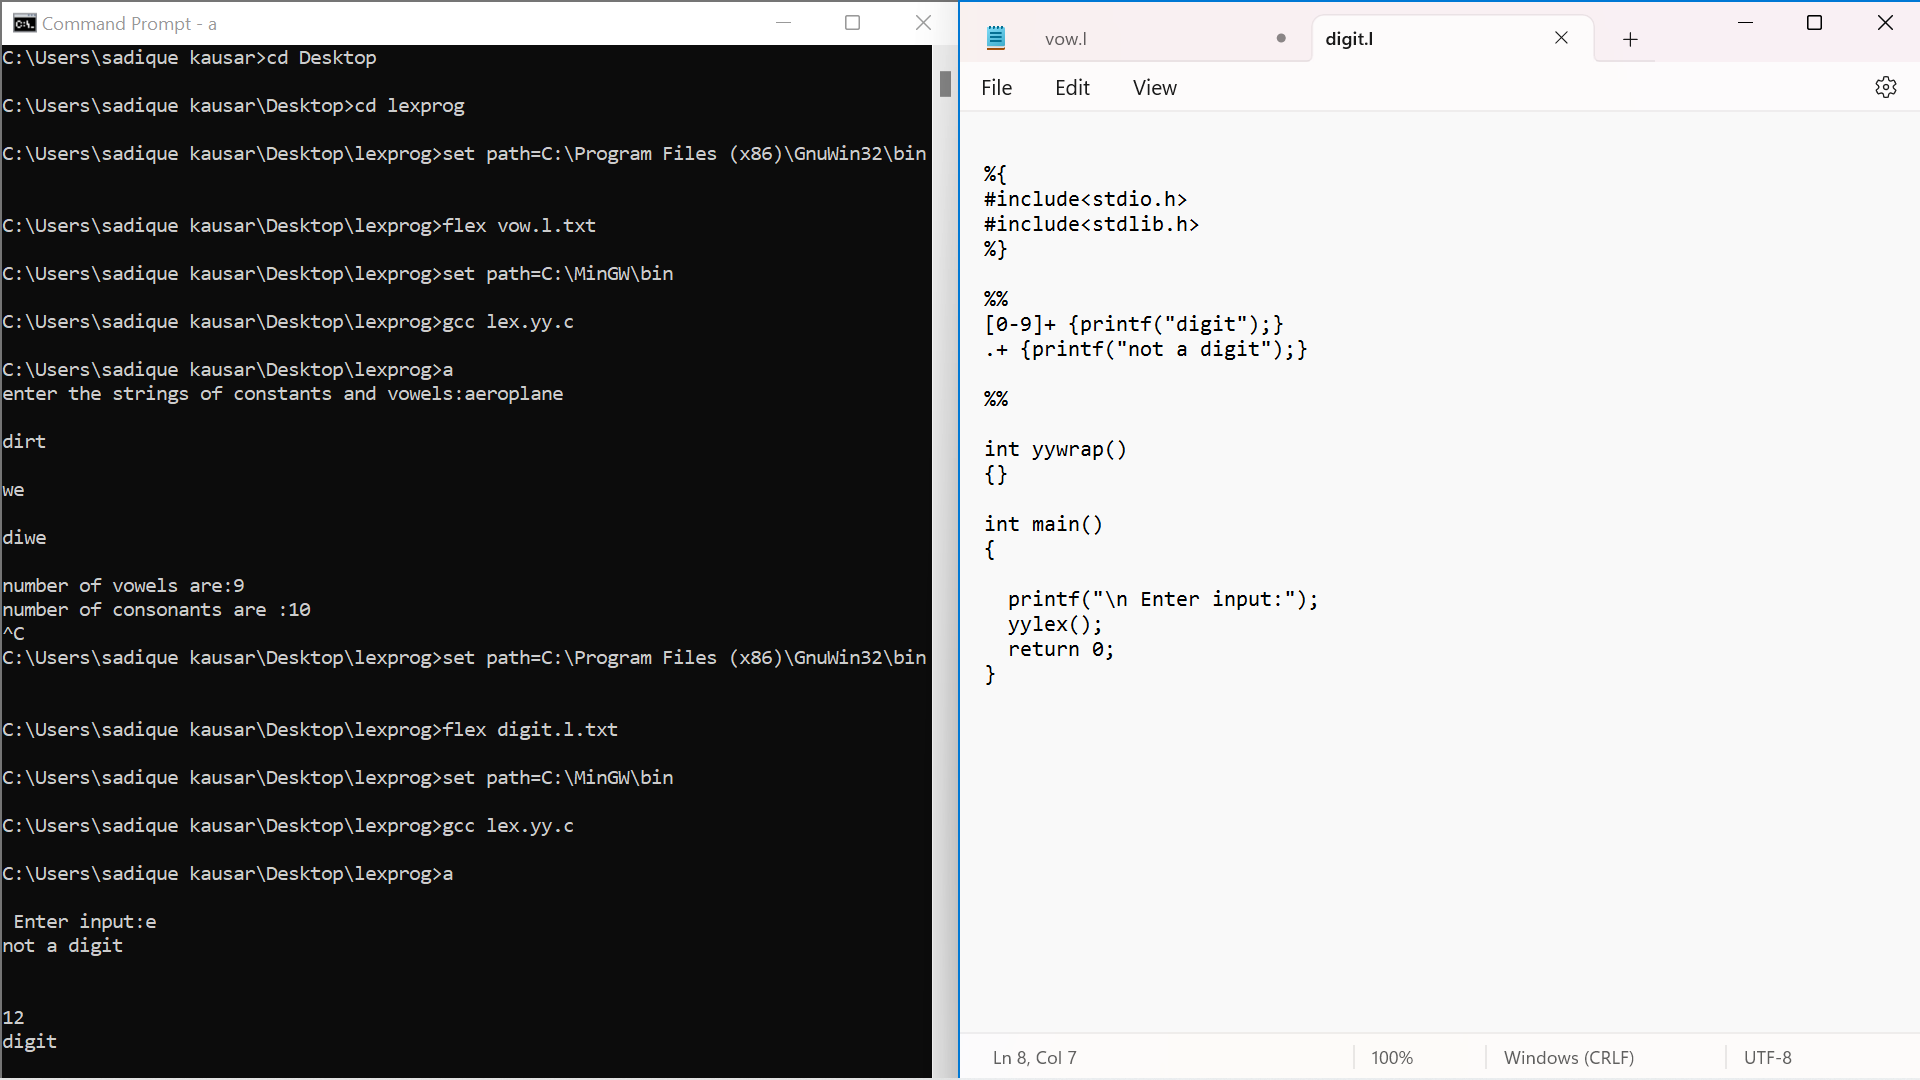 Command Prompt - a
C:\Users\sadique kausar>cd Desktop
C:\Users\sadique kausar\Desktop>cd lexprog
C:\Users\sadique kausar\Desktop\lexprog>set path=C:\Program Files (x86)\GnuWin32\bin
C:\Users\sadique kausar\Desktop\lexprog>flex vow.l.txt
C:\Users\sadique kausar\Desktop\lexprog>set path=C:\MinGW\bin
C:\Users\sadique kausar\Desktop\lexprog>gcc lex.yy.c
C:\Users\sadique kausar\Desktop\lexprog>a
enter the strings of constants and vowels:aeroplane
dirt
we
diwe
number of vowels are:9
number of consonants are :10
^C
C:\Users\sadique kausar\Desktop\lexprog>set path=C:\Program Files (x86)\GnuWin32\bin
C:\Users\sadique kausar\Desktop\lexprog>flex digit.l.txt
C:\Users\sadique kausar\Desktop\lexprog>set path=C:\MinGW\bin
C:\Users\sadique kausar\Desktop\lexprog>gcc lex.yy.c
C:\Users\sadique kausar\Desktop\lexprog>a
Enter input:e
not a digit
12
digit
vow.l
digit.l
File Edit View
%{
#include<stdio.h>
#include<stdlib.h>
%}
%%
[0-9]+ {printf("digit");}
.+ {printf("not a digit");}
%%
int yywrap()
{}
int main()
{
printf("\n Enter input:");
yylex();
return 0;
}
Ln 8, Col 7
100%
Windows (CRLF)
UTF-8